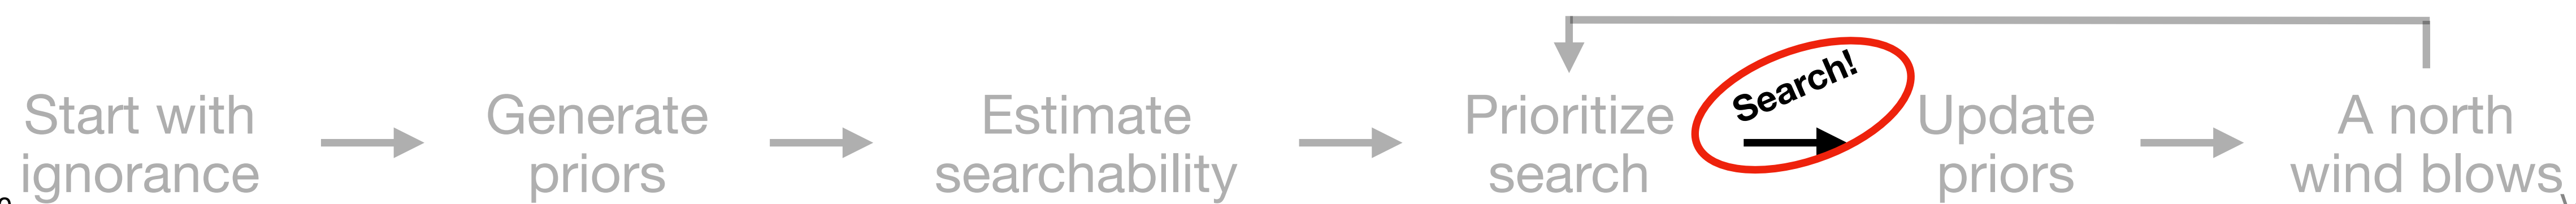 Start with
ignorance
Generate
priors
Estimate
searchability
Prioritize
search
Search!
Update
priors
A north
wind blows